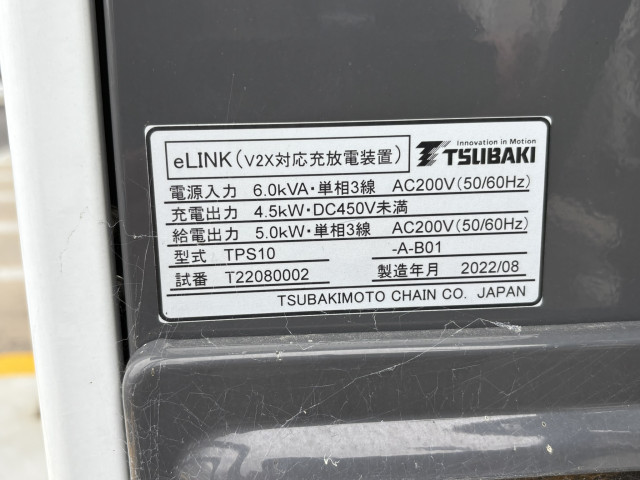 Innovation in Motion
eLINK(V2X対応充放電装置) TSUBAKI
電源入力 6.0kVA・単相3線 AC200V(50/60Hz)
充電出力 4.5kW・DC450V未満
給電出力 5.0kW・単相3線 AC200V(50/60Hz)
型式 TPS10 -A-B01
試番 T22080002 製造年月 2022/08
TSUBAKIMOTO CHAIN CO. JAPAN